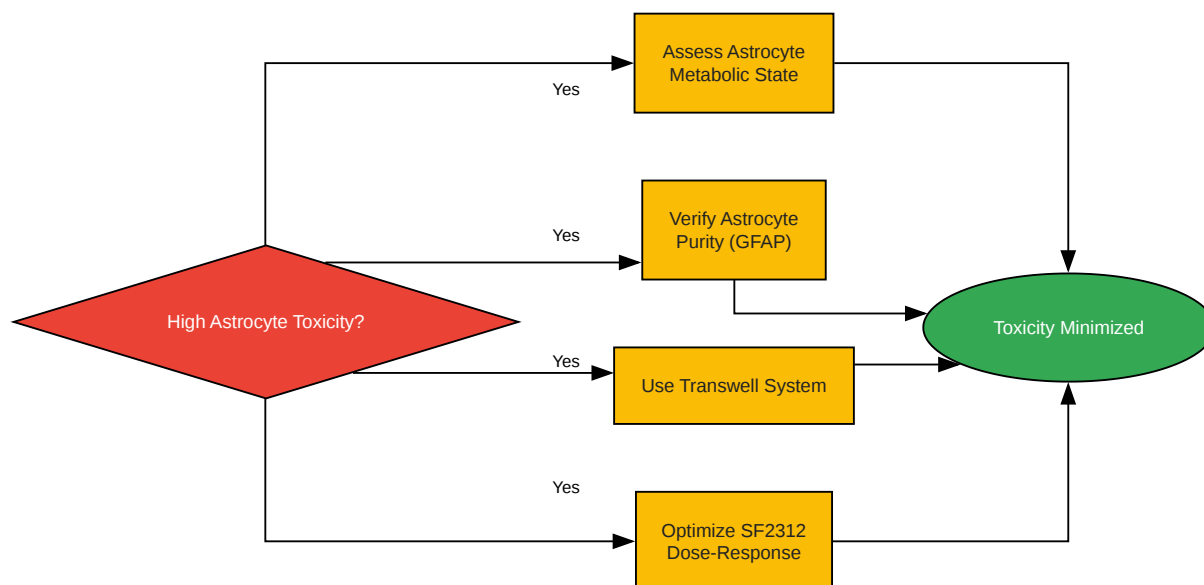 Assess Astrocyte
Metabolic State
Yes
Verify Astrocyte
Purity (GFAP)
Yes
High Astrocyte Toxicity?
Toxicity Minimized
Yes
Use Transwell System
Yes
Optimize SF2312
Dose-Response